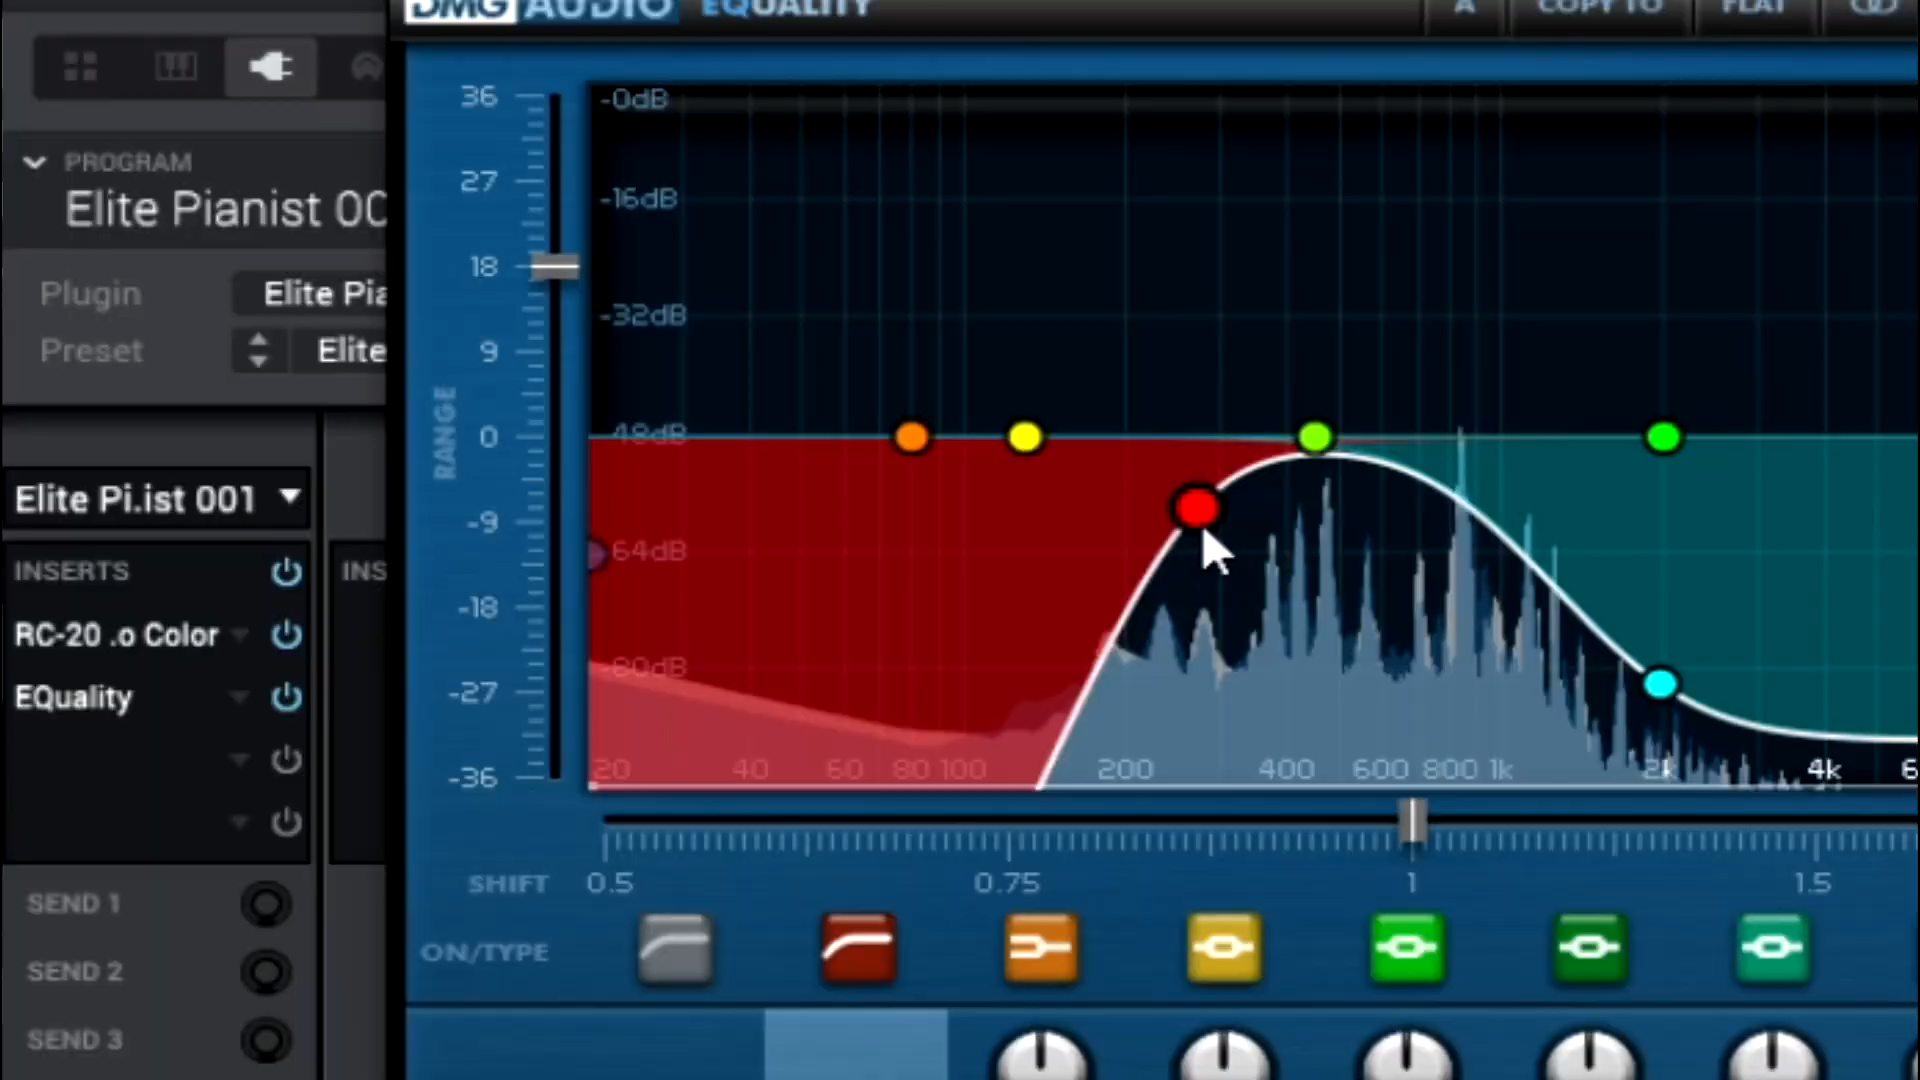 DMG AUDIO EQUALITY
A COPY TO FLAT
PROGRAM
Elite Pianist 00
Plugin Elite Pia
Preset Elite
Elite Pi.ist 001
INSERTS
INS
RC-20 .o Color
EQuality
SEND 1
SEND 2
SEND 3
RANGE
36
27
18
9
0
-9
-18
-27
-36
-0dB
-16dB
-32dB
-48dB
64dB
-80dB
20 40 60 80 100 200 400 600 800 1k 2k 4k 6
SHIFT 0.5 0.75 1 1.5
ON/TYPE